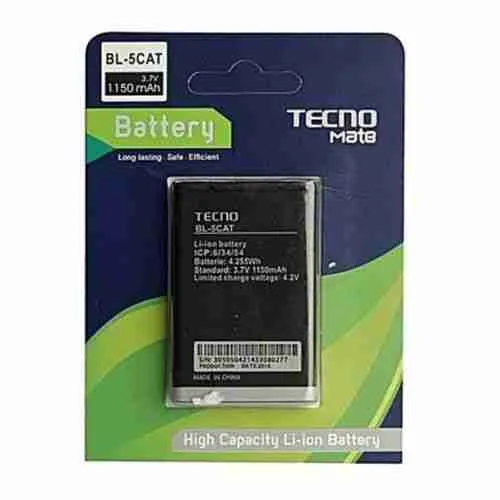 BL-5CAT
3.7V
1150 mAh
Battery
Long lasting · Safe · Efficient
TECNO
Mate
TECNO
BL-5CAT
Li-ion battery
ICP :6/34/54
Batterie: 4.255Wh
Standard: 3.7V 1150mAh
Limited charge voltage: 4.2V
S/N:
PRODUCTION
MADE IN CHINA
High Capacity Li-ion Battery